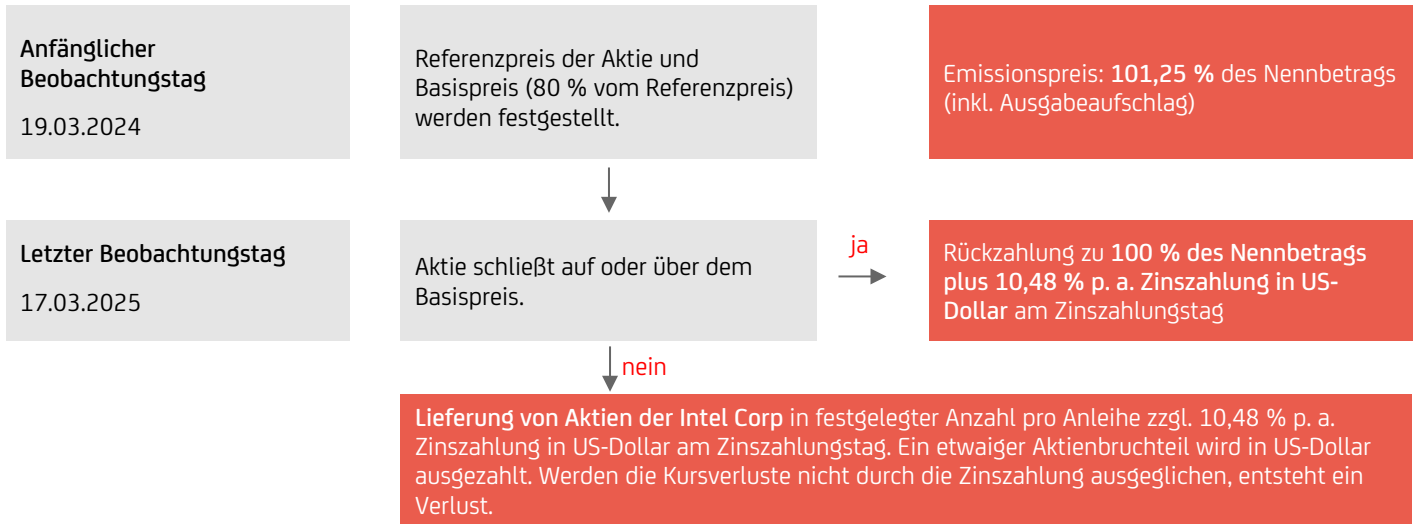 Anfänglicher
Beobachtungstag
19.03.2024
Referenzpreis der Aktie und
Basispreis (80 % vom Referenzpreis)
werden festgestellt.
Emissionspreis: 101,25 % des Nennbetrags
(inkl. Ausgabeaufschlag)
Letzter Beobachtungstag
17.03.2025
Aktie schließt auf oder über dem
Basispreis.
ja
Rückzahlung zu 100 % des Nennbetrags
plus 10,48 % p. a. Zinszahlung in US-
Dollar am Zinszahlungstag
nein
Lieferung von Aktien der Intel Corp in festgelegter Anzahl pro Anleihe zzgl. 10,48 % p. a.
Zinszahlung in US-Dollar am Zinszahlungstag. Ein etwaiger Aktienbruchteil wird in US-Dollar
ausgezahlt. Werden die Kursverluste nicht durch die Zinszahlung ausgeglichen, entsteht ein
Verlust.